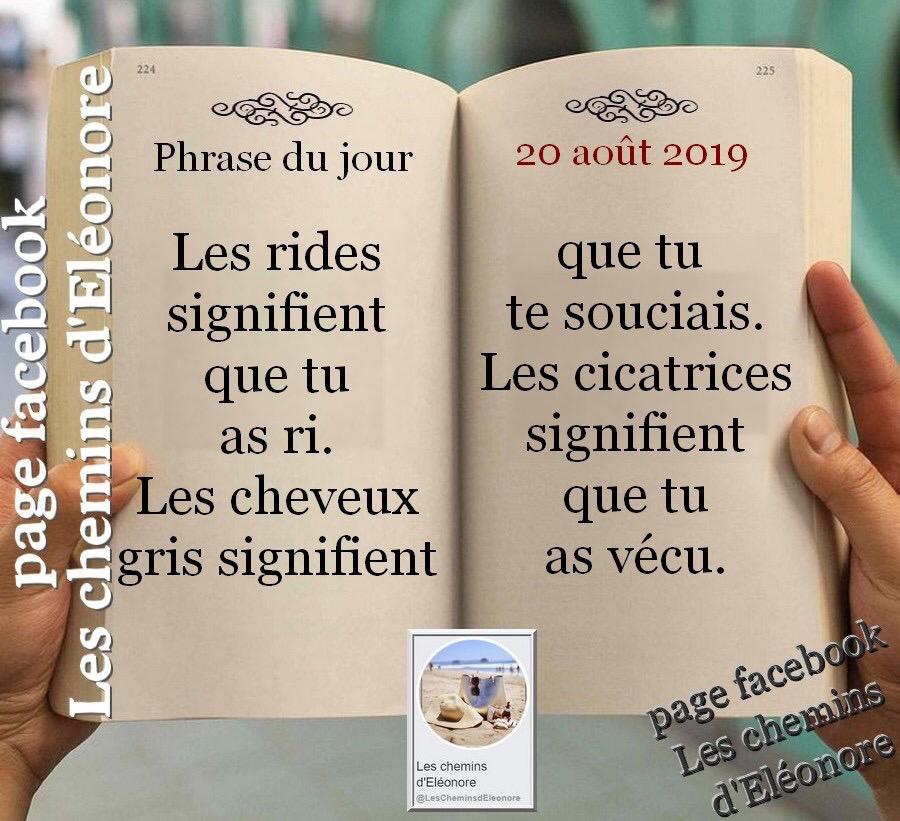 page facebook
Les chemins d'Eléonore
224
Phrase du jour
Les rides
signifient
que tu
as ri.
Les cheveux
gris signifient
225
20 août 2019
que tu
te souciais.
Les cicatrices
signifient
que tu
as vécu.
Les chemins
d'Eléonore
@LesCheminsdEleonore
page facebook
Les chemins
d'Eléonore